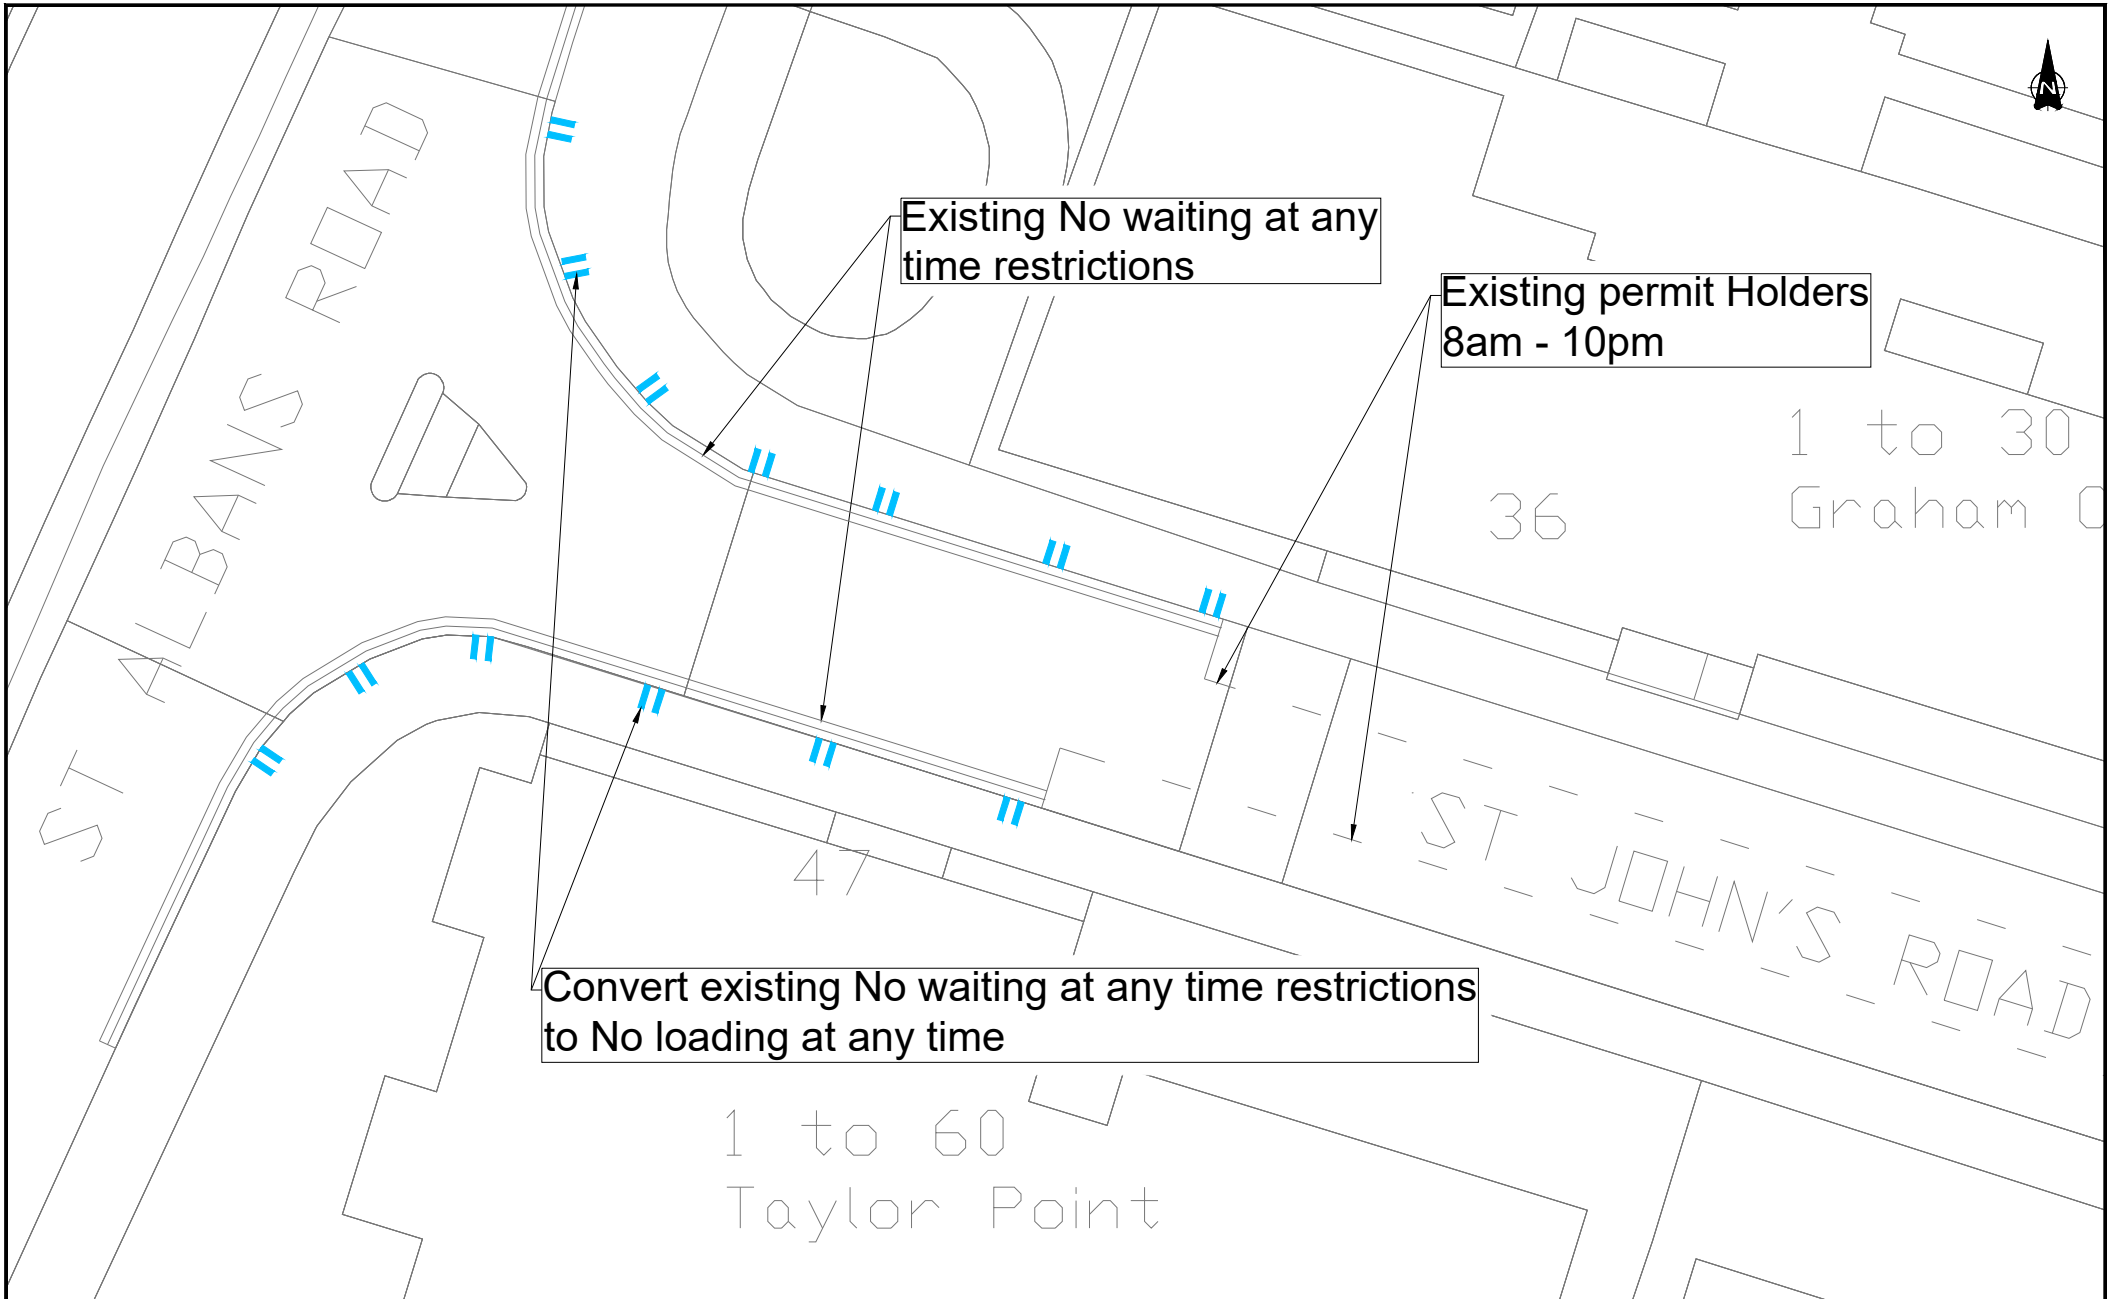 N
Existing No waiting at any
time restrictions
Existing permit Holders
8am - 10pm
ST ALBANS ROAD
1 to 30
Graham
36
ST JOHN'S ROAD
47
Convert existing No waiting at any time restrictions
to No loading at any time
1 to 60
Taylor Point